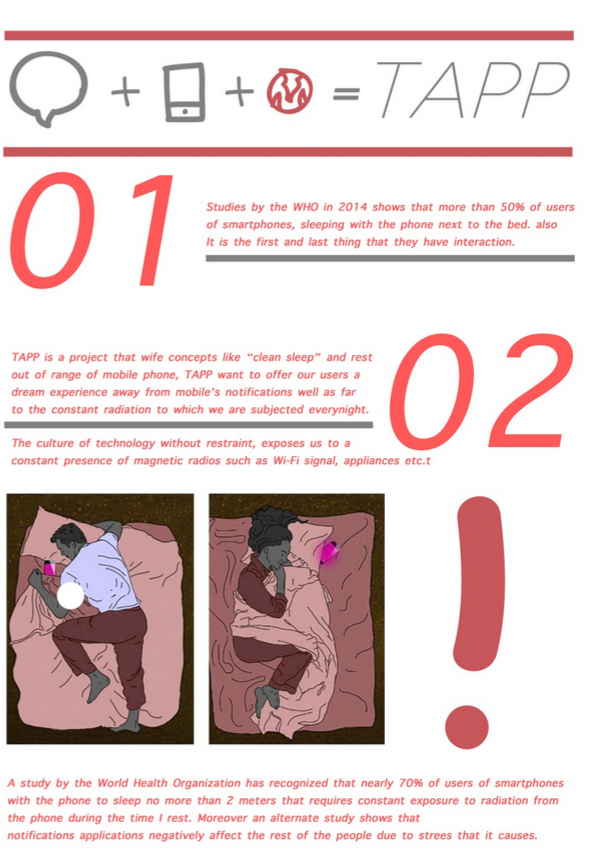 + + = TAPP
01
Studies by the WHO in 2014 shows that more than 50% of users
of smartphones, sleeping with the phone next to the bed. also
It is the first and last thing that they have interaction.
02
TAPP is a project that wife concepts like “clean sleep” and rest
out of range of mobile phone, TAPP want to offer our users a
dream experience away from mobile’s notifications well as far
to the constant radiation to which we are subjected everynight.
The culture of technology without restraint, exposes us to a
constant presence of magnetic radios such as Wi-Fi signal, appliances etc.t
!
A study by the World Health Organization has recognized that nearly 70% of users of smartphones
with the phone to sleep no more than 2 meters that requires constant exposure to radiation from
the phone during the time I rest. Moreover an alternate study shows that
notifications applications negatively affect the rest of the people due to strees that it causes.